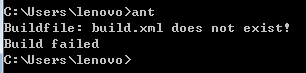 C:\Users\lenovo>ant
Buildfile: build.xml does not exist!
Build failed
C:\Users\lenovo>